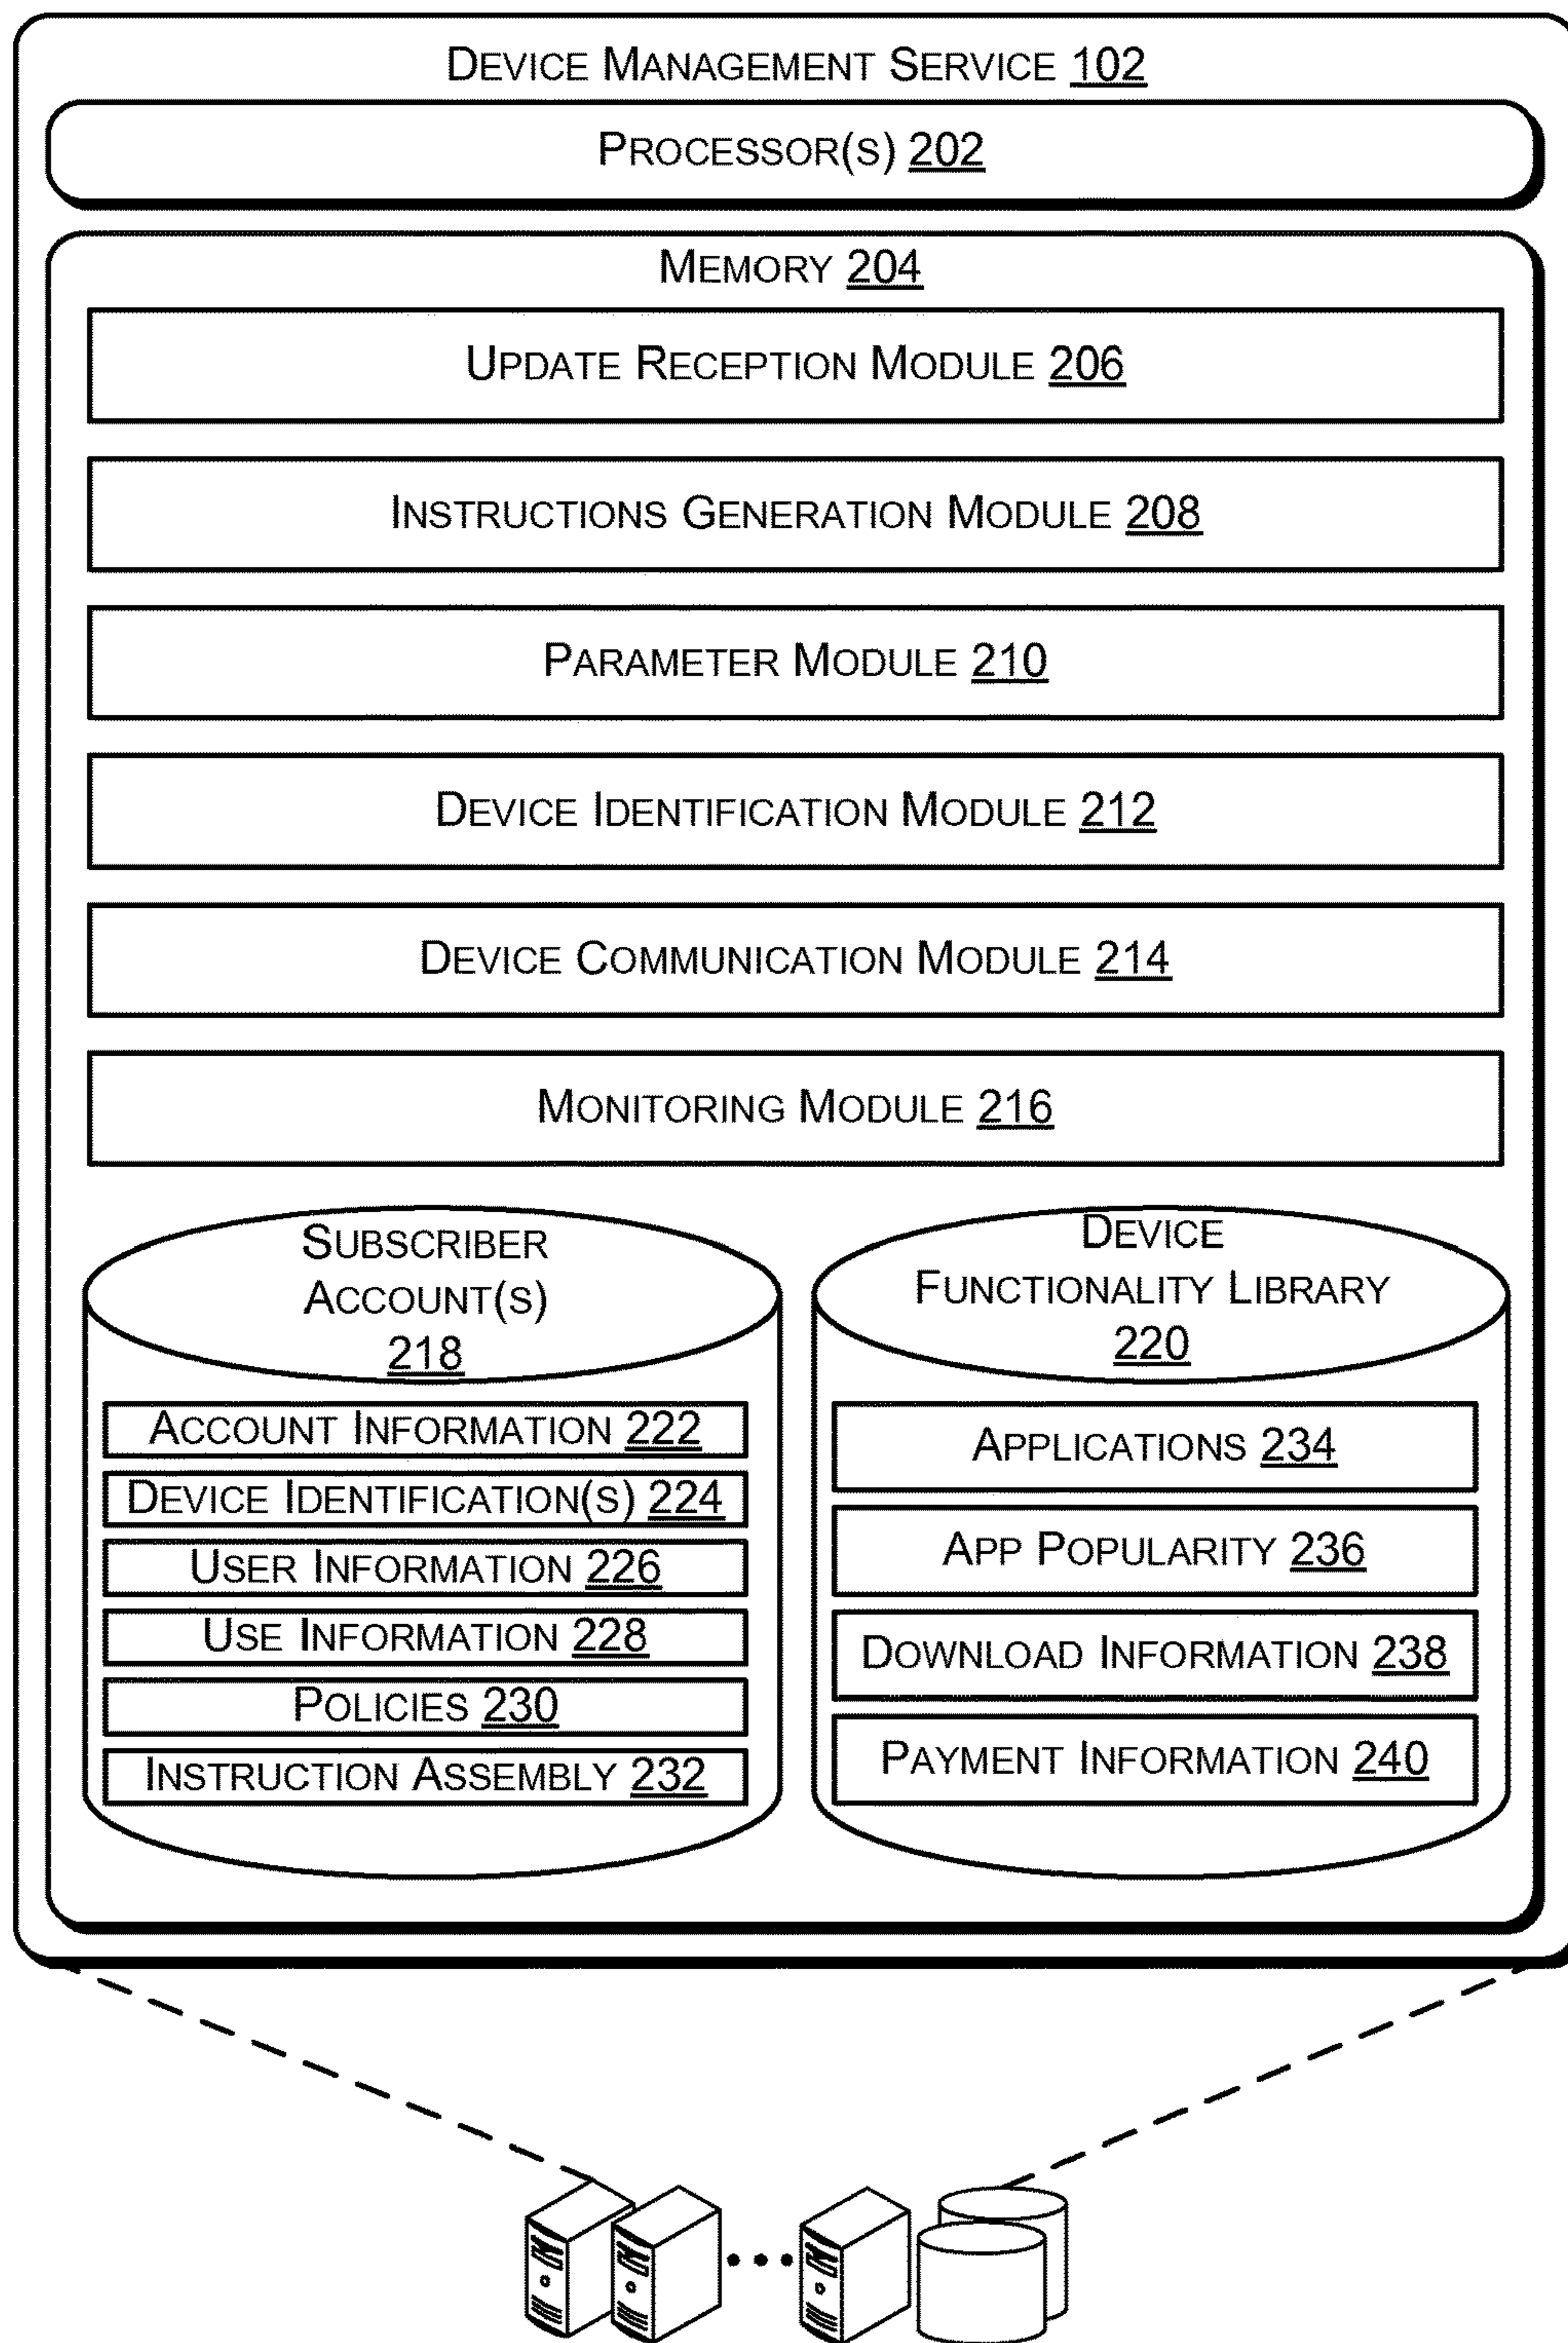 DEVICE MANAGEMENT SERVICE 102
PROCESSOR(S) 202
MEMORY 204
UPDATE RECEPTION MODULE 206
INSTRUCTIONS GENERATION MODULE 208
PARAMETER MODULE 210
DEVICE IDENTIFICATION MODULE 212
DEVICE COMMUNICATION MODULE 214
MONITORING MODULE 216
SUBSCRIBER
ACCOUNT(S)
218
ACCOUNT INFORMATION 222
DEVICE IDENTIFICATION(S) 224
USER INFORMATION 226
USE INFORMATION 228
POLICIES 230
INSTRUCTION ASSEMBLY 232
DEVICE
FUNCTIONALITY LIBRARY
220
APPLICATIONS 234
APP POPULARITY 236
DOWNLOAD INFORMATION 238
PAYMENT INFORMATION 240